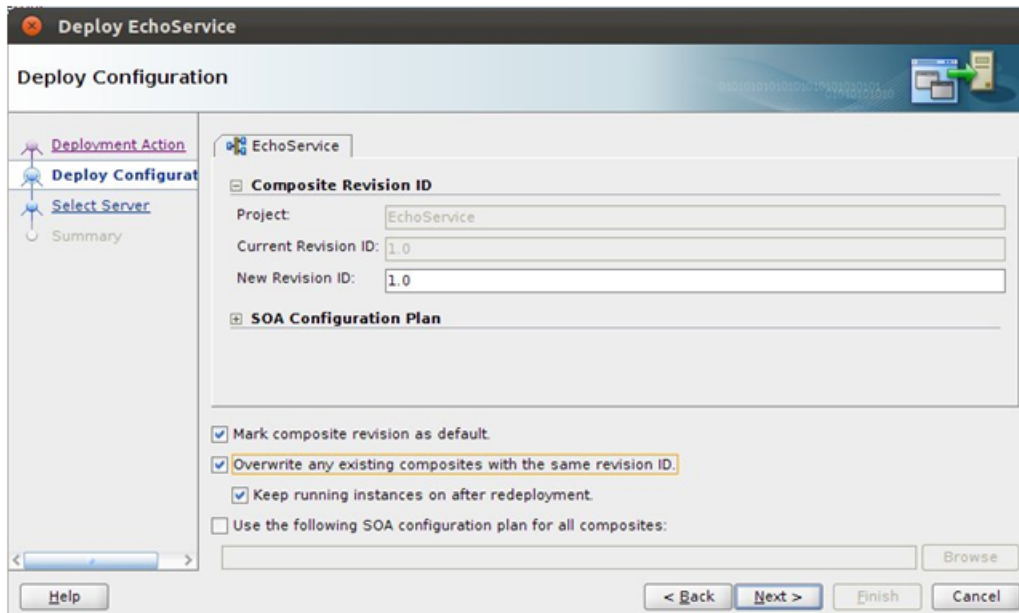 Deploy EchoService
Deploy Configuration
Deployment Action
Deploy Configurat
Select Server
Summary
EchoService
Composite Revision ID
Project: EchoService
Current Revision ID: 1.0
New Revision ID: 1.0
SOA Configuration Plan
Mark composite revision as default.
Overwrite any existing composites with the same revision ID.
Keep running instances on after redeployment.
Use the following SOA configuration plan for all composites:
Browse
Help
< Back
Next >
Finish
Cancel